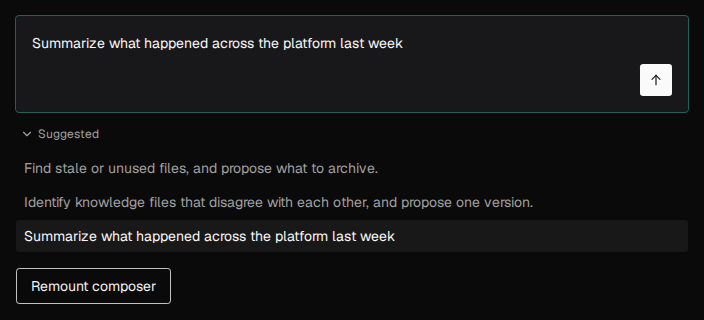 Summarize what happened across the platform last week
Suggested
Find stale or unused files, and propose what to archive.
Identify knowledge files that disagree with each other, and propose one version.
Summarize what happened across the platform last week
Remount composer